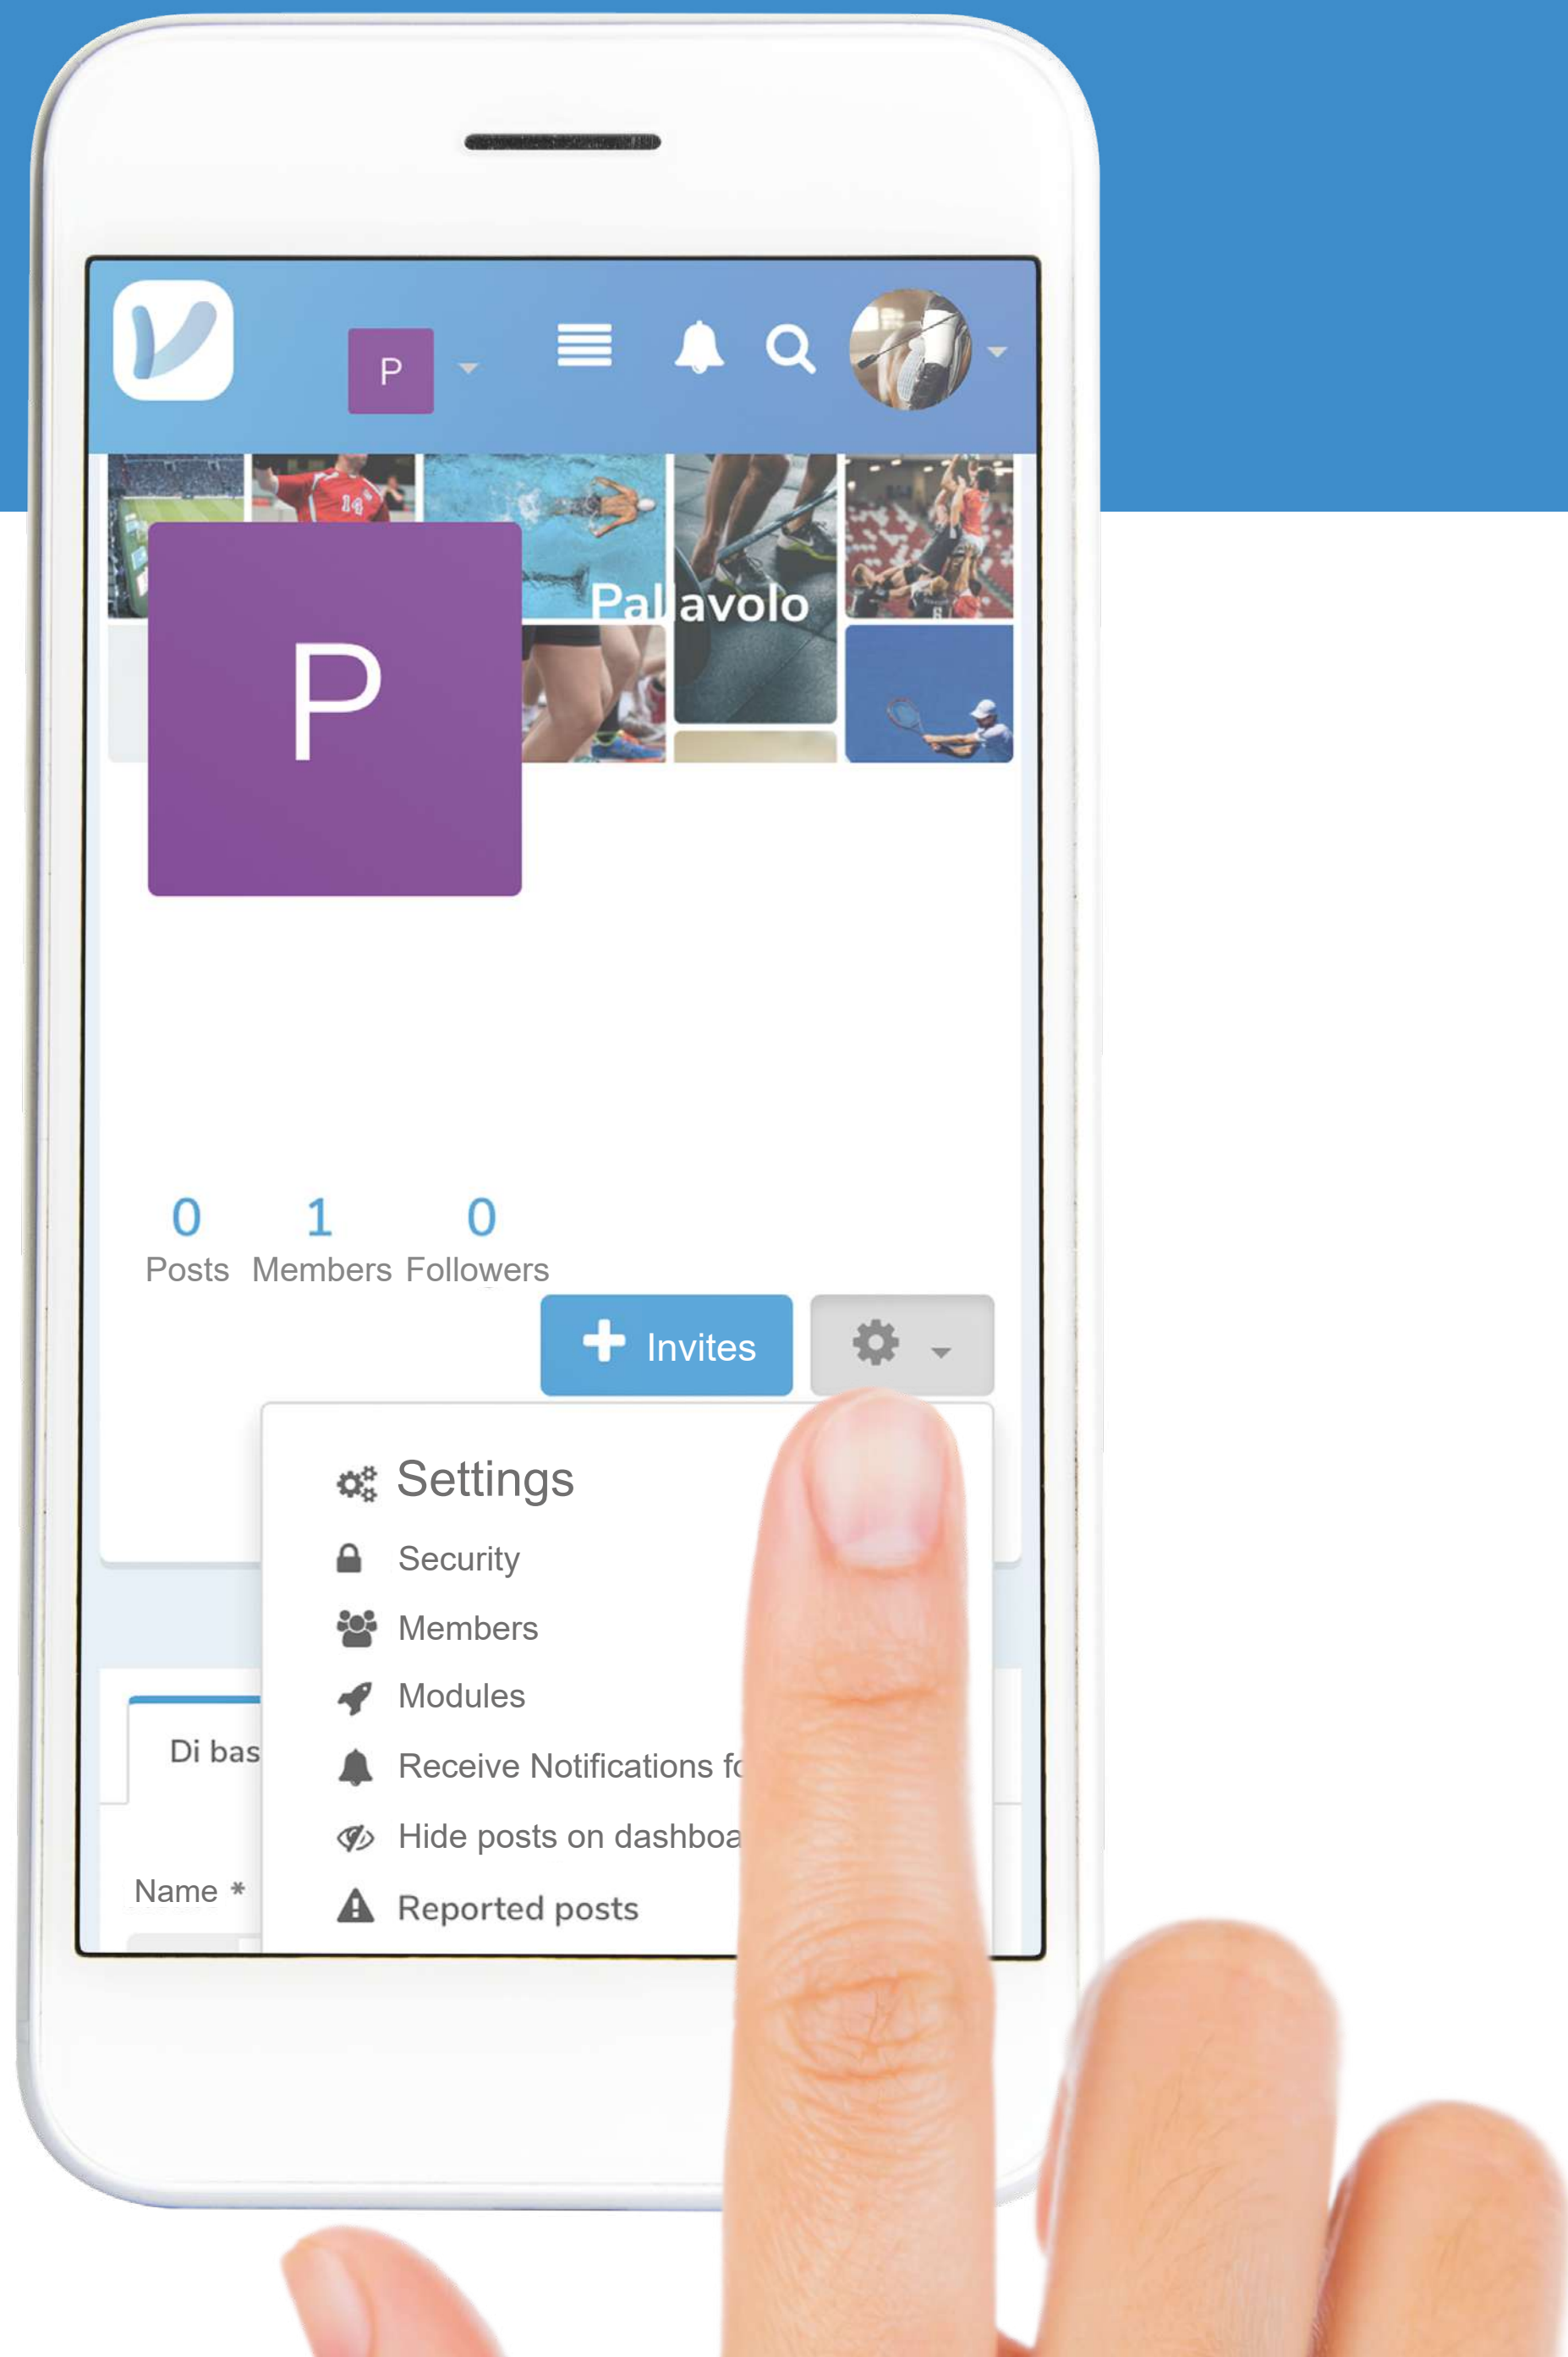 P
14
Pallavolo
P
0 1 0
Posts Members Followers
Invites
Settings
Security
Members
Modules
Receive Notifications fo
Hide posts on dashboa
Di bas
Name *
Reported posts